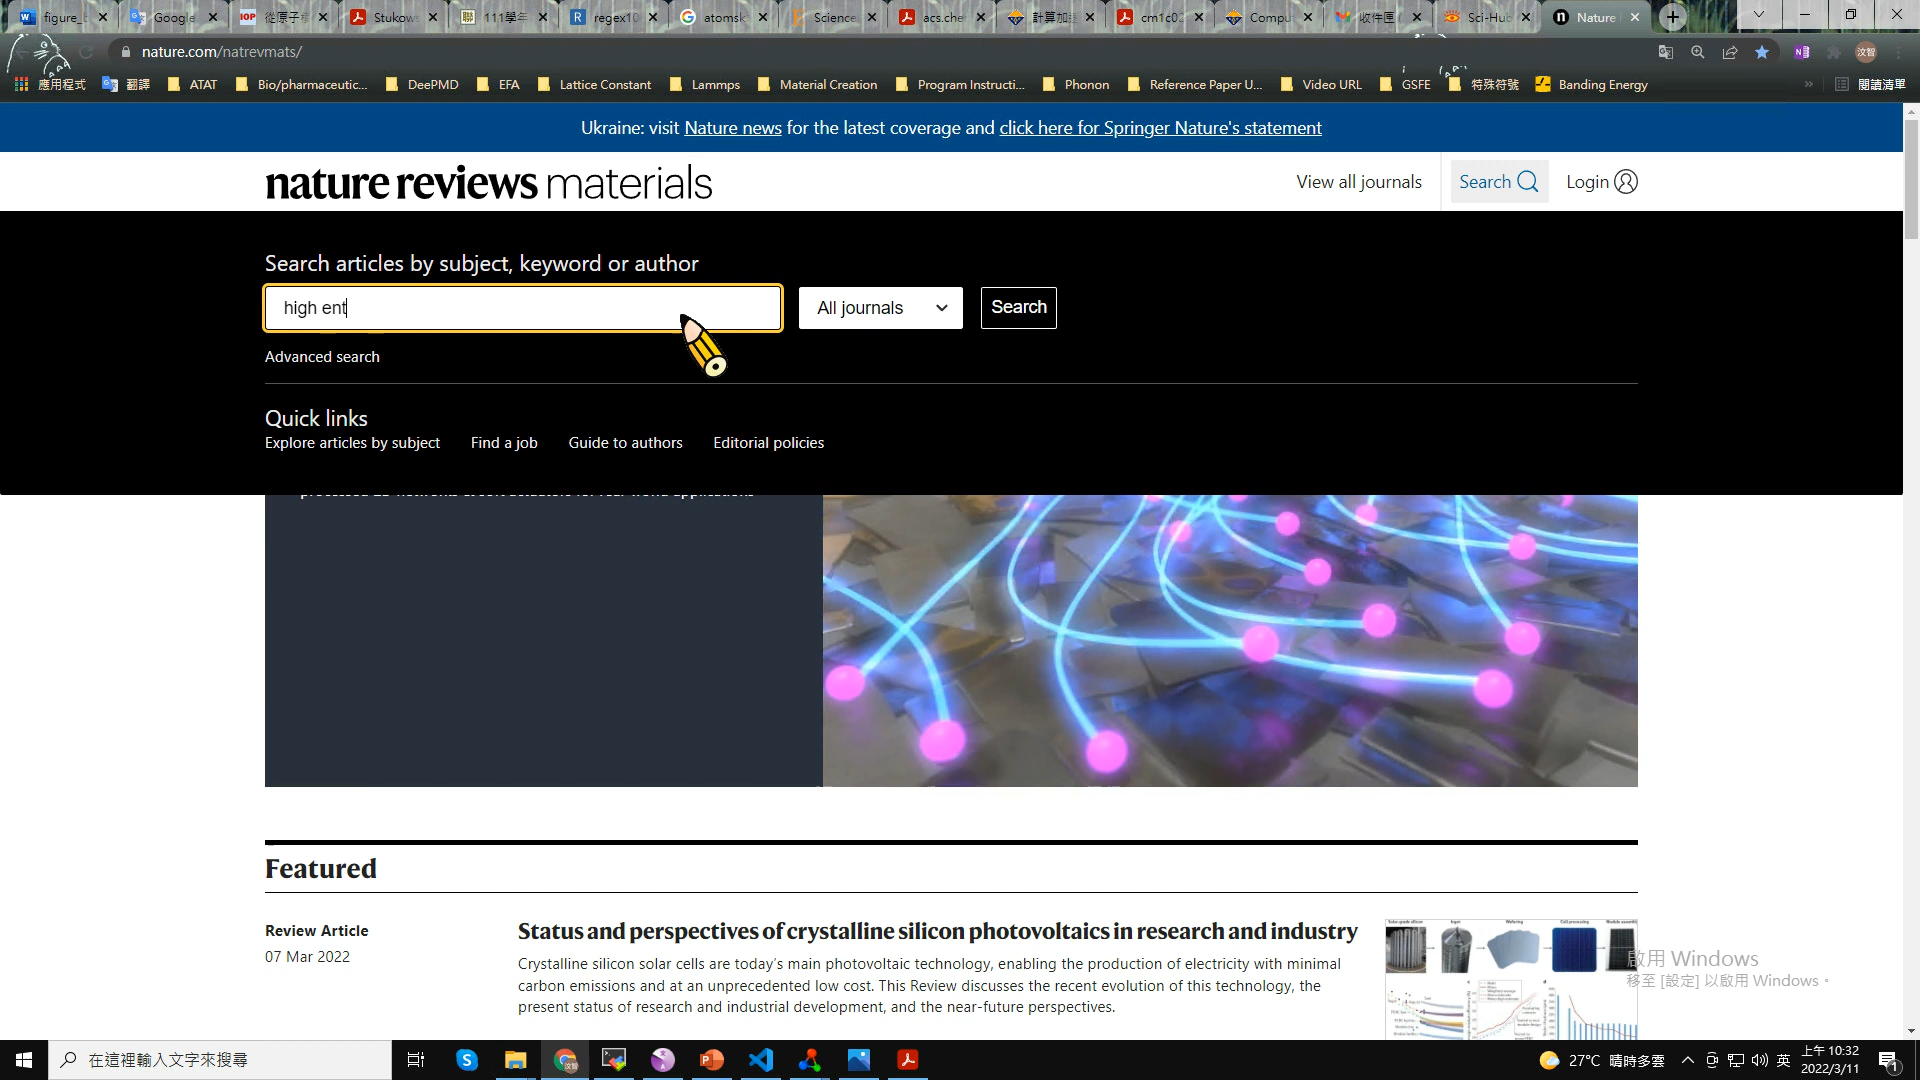 figure_
Google
從原子
Stukow
111學年
regex10
atomsk
Science
acs.che
計算加
cm1c02
Compu
收件匣
Sci-Hub
Nature
nature.com/natrevmats/
應用程式
翻譯
ATAT
Bio/pharmaceutic...
DeePMD
EFA
Lattice Constant
Lammps
Material Creation
Program Instructi...
Phonon
Reference Paper U...
Video URL
GSFE
特殊符號
Banding Energy
閱讀清單
Ukraine: visit Nature news for the latest coverage and click here for Springer Nature's statement
nature reviews materials
View all journals
Search
Login
Search articles by subject, keyword or author
high ent
All journals
Search
Advanced search
Quick links
Explore articles by subject
Find a job
Guide to authors
Editorial policies
Featured
Review Article
07 Mar 2022
Status and perspectives of crystalline silicon photovoltaics in research and industry
Crystalline silicon solar cells are today's main photovoltaic technology, enabling the production of electricity with minimal
carbon emissions and at an unprecedented low cost. This Review discusses the recent evolution of this technology, the
present status of research and industrial development, and the near-future perspectives.
啟用 Windows
移至 [設定] 以啟用 Windows。
在這裡輸入文字來搜尋
27°C 晴時多雲
英
上午 10:32
2022/3/11
1